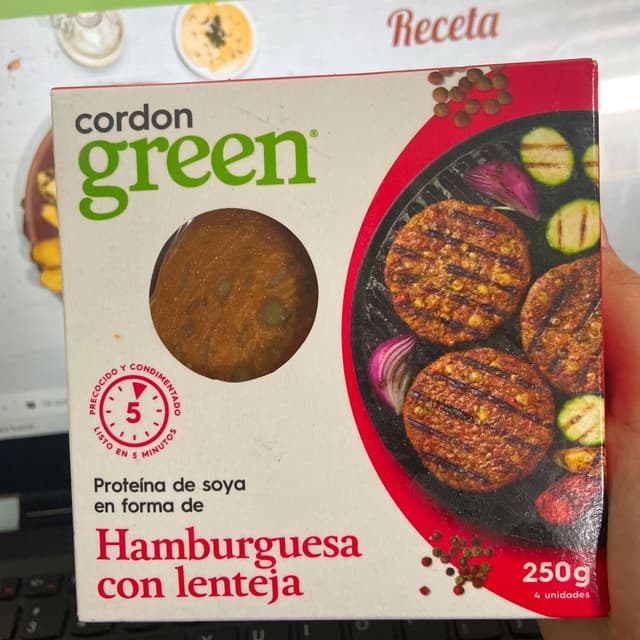 Receta
cordon
green®
PRECOCIDO Y CONDIMENTADO
5
LISTO EN 5 MINUTOS
Proteína de soya
en forma de
Hamburguesa
con lenteja
250g
4 unidades